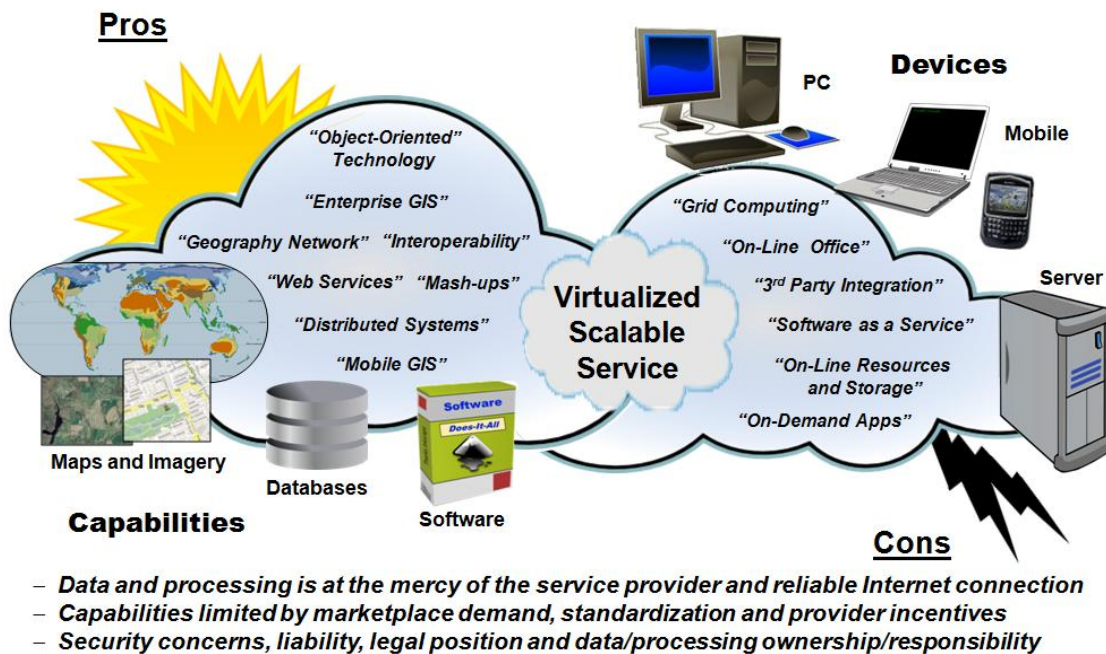 Pros
Devices
PC
Mobile
"Object-Oriented"
Technology
"Enterprise GIS"
"Geography Network" "Interoperability"
"Web Services" "Mash-ups"
"Distributed Systems"
"Mobile GIS"
Virtualized
Scalable
Service
"Grid Computing"
"On-Line Office"
"3rd Party Integration"
"Software as a Service"
"On-Line Resources
and Storage"
"On-Demand Apps"
Server
Maps and Imagery
Databases
Software
Does-It-All
Software
Capabilities
Cons
– Data and processing is at the mercy of the service provider and reliable Internet connection
– Capabilities limited by marketplace demand, standardization and provider incentives
– Security concerns, liability, legal position and data/processing ownership/responsibility